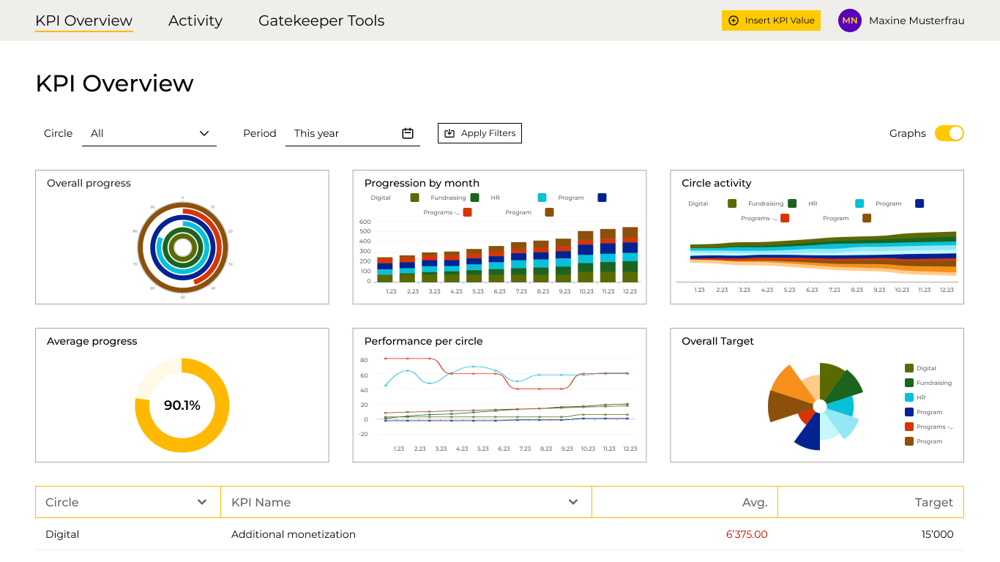 KPI Overview Activity Gatekeeper Tools Insert KPI Value MN Maxine Musterfrau
KPI Overview
Circle All Period This year Apply Filters Graphs
Overall progress
0
10
20
30
40
50
60
70
80
90
Progression by month
Digital Fundraising HR Program
Programs -... Program
600
500
400
300
200
100
0
1.23 2.23 3.23 4.23 5.23 6.23 7.23 8.23 9.23 10.23 11.23 12.23
Circle activity
Digital Fundraising HR Program
Programs -... Program
1.23 2.23 3.23 4.23 5.23 6.23 7.23 8.23 9.23 10.23 11.23 12.23
Average progress
90.1%
Performance per circle
80
60
40
20
0
-20
1.23 2.23 3.23 4.23 5.23 6.23 7.23 8.23 9.23 10.23 11.23 12.23
Overall Target
Digital
Fundraising
HR
Program
Programs -...
Program
Circle KPI Name Avg. Target
Digital Additional monetization 6’375.00 15’000